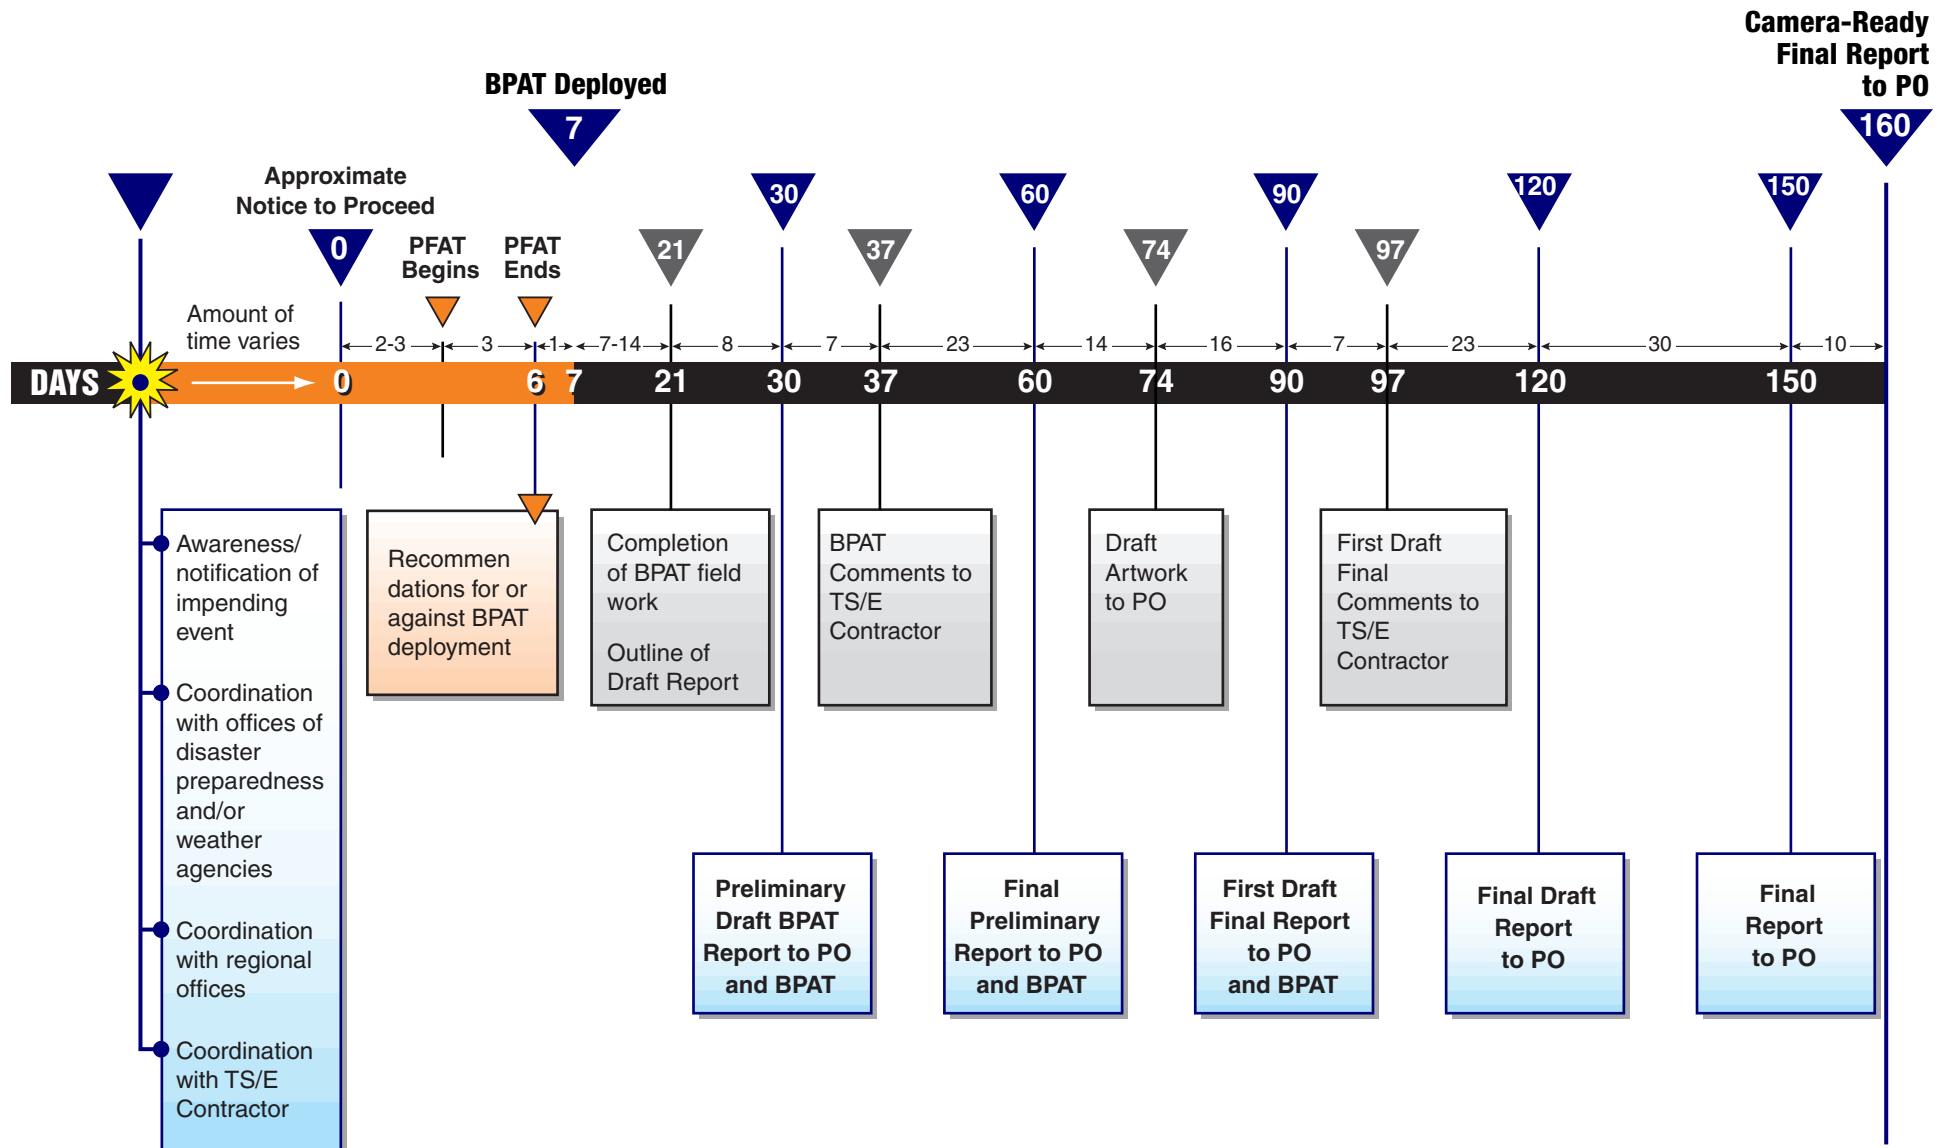 Camera-Ready
Final Report
to PO
160
BPAT Deployed
7
Approximate
Notice to Proceed
0
PFAT
Begins
PFAT
Ends
21
30
37
60
74
90
97
120
150
Amount of
time varies
2-3
3
1
7-14
8
7
23
14
16
7
23
30
10
DAYS
0
6
7
21
30
37
60
74
90
97
120
150
Awareness/
notification of
impending
event
Coordination
with offices of
disaster
preparedness
and/or
weather
agencies
Coordination
with regional
offices
Coordination
with TS/E
Contractor
Recommen
dations for or
against BPAT
deployment
Completion
of BPAT field
work
Outline of
Draft Report
BPAT
Comments to
TS/E
Contractor
Draft
Artwork
to PO
First Draft
Final
Comments to
TS/E
Contractor
Preliminary
Draft BPAT
Report to PO
and BPAT
Final
Preliminary
Report to PO
and BPAT
First Draft
Final Report
to PO
and BPAT
Final Draft
Report
to PO
Final
Report
to PO